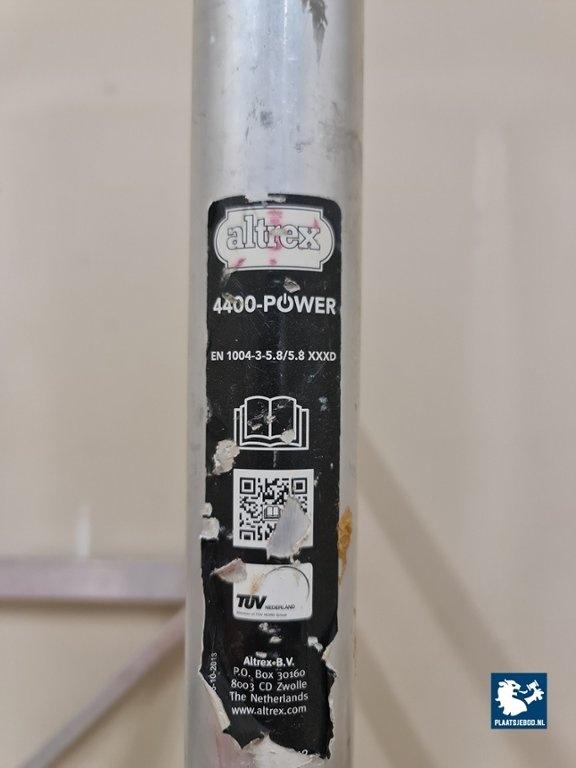 altrex
4400-POWER
EN 1004-3-5.8/5.8 XXXD
TÜV NEDERLAND
Altrex-B.V.
P.O. Box 30160
8003 CD Zwolle
The Netherlands
www.altrex.com
PLAATSJEBOD.NL